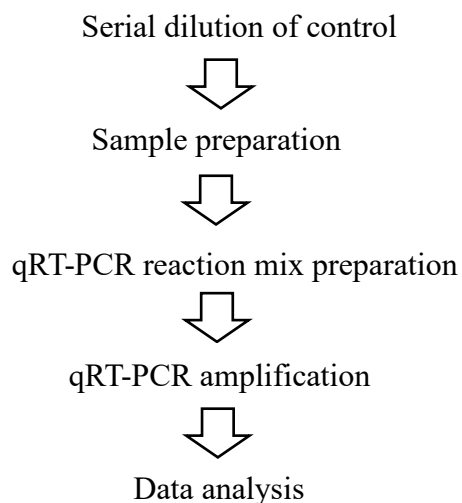 Serial dilution of control
Sample preparation
qRT-PCR reaction mix preparation
qRT-PCR amplification
Data analysis